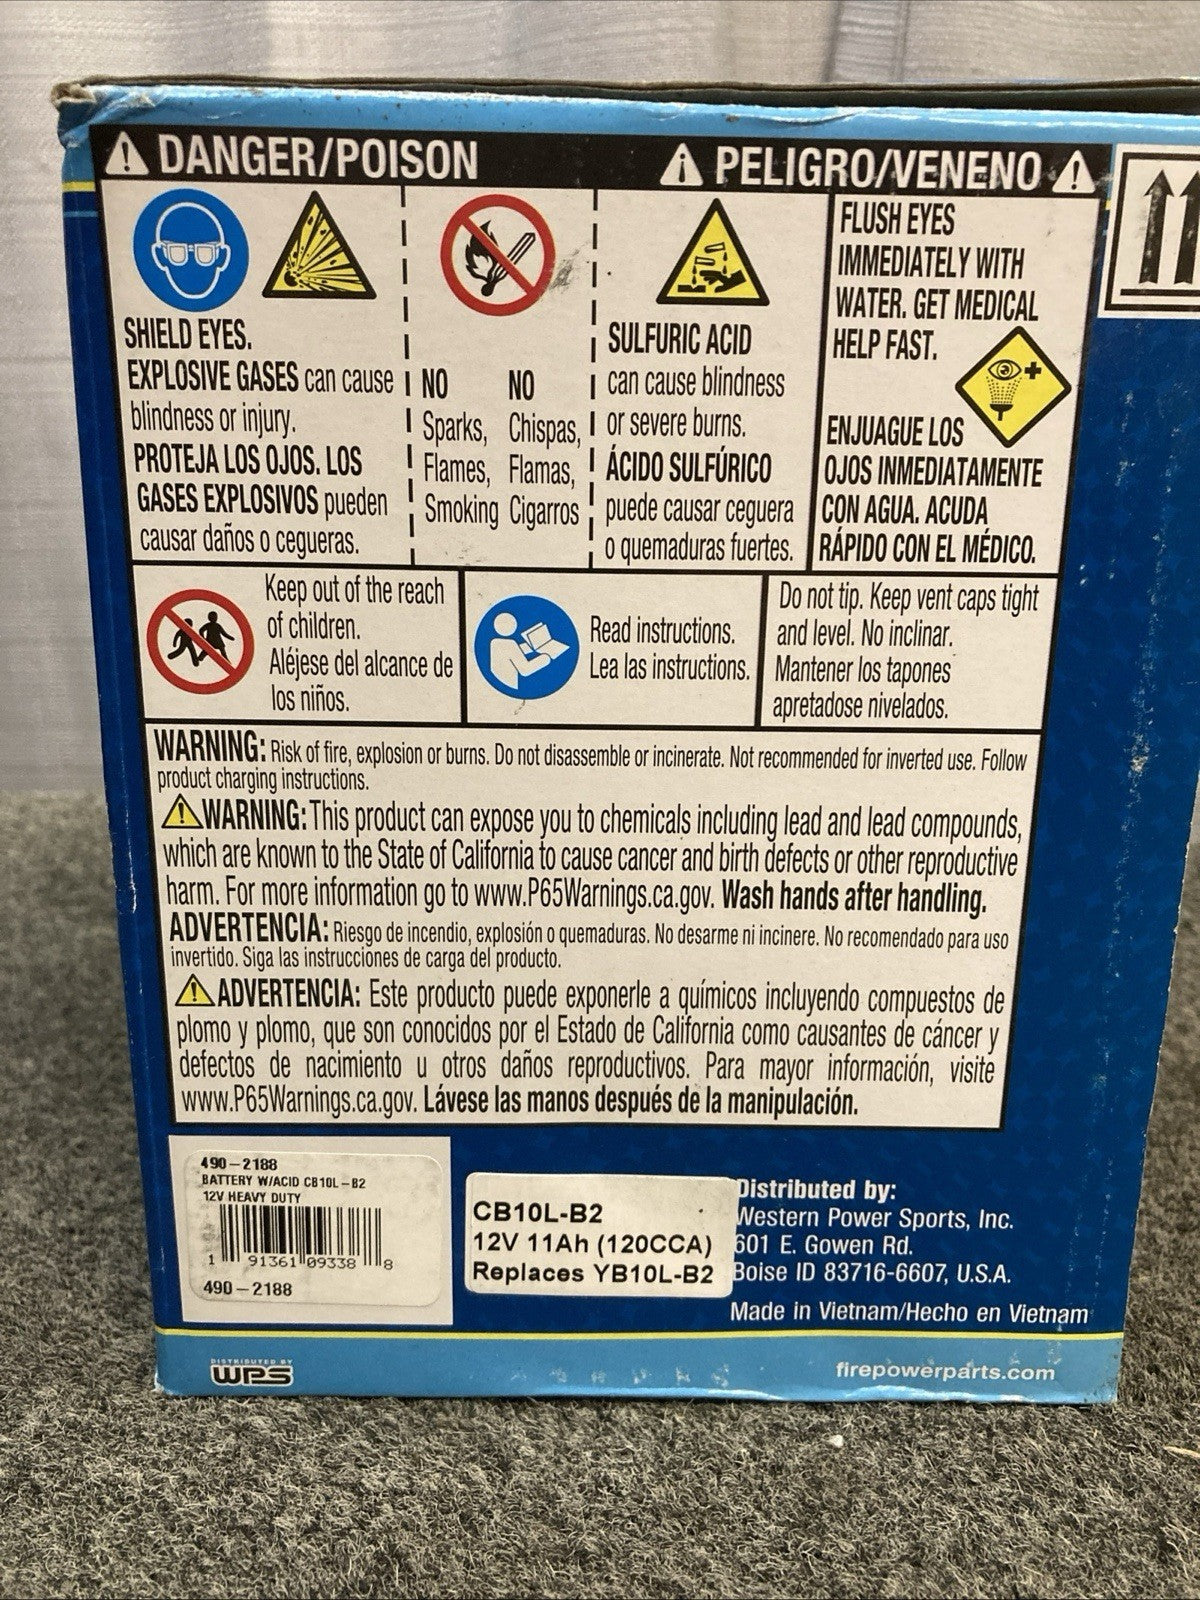 DANGER/POISON
PELIGRO/VENENO
SHIELD EYES.
EXPLOSIVE GASES can cause
blindness or injury.
PROTEJA LOS OJOS. LOS
GASES EXPLOSIVOS pueden
causar daños o cegueras.
NO
Sparks,
Flames,
Smoking
NO
Chispas,
Flamas,
Cigarros
SULFURIC ACID
can cause blindness
or severe burns.
ÁCIDO SULFÚRICO
puede causar ceguera
o quemaduras fuertes.
FLUSH EYES
IMMEDIATELY WITH
WATER. GET MEDICAL
HELP FAST.
ENJUAGUE LOS
OJOS INMEDIATAMENTE
CON AGUA. ACUDA
RÁPIDO CON EL MÉDICO.
Keep out of the reach
of children.
Aléjese del alcance de
los niños.
Read instructions.
Lea las instructions.
Do not tip. Keep vent caps tight
and level. No inclinar.
Mantener los tapones
apretadose nivelados.
WARNING: Risk of fire, explosion or burns. Do not disassemble or incinerate. Not recommended for inverted use. Follow
product charging instructions.
WARNING: This product can expose you to chemicals including lead and lead compounds,
which are known to the State of California to cause cancer and birth defects or other reproductive
harm. For more information go to www.P65Warnings.ca.gov. Wash hands after handling.
ADVERTENCIA: Riesgo de incendio, explosión o quemaduras. No desarme ni incinere. No recomendado para uso
invertido. Siga las instrucciones de carga del producto.
ADVERTENCIA: Este producto puede exponerle a químicos incluyendo compuestos de
plomo y plomo, que son conocidos por el Estado de California como causantes de cáncer y
defectos de nacimiento u otros daños reproductivos. Para mayor información, visite
www.P65Warnings.ca.gov. Lávese las manos después de la manipulación.
490-2188
BATTERY W/ACID CB10L-B2
12V HEAVY DUTY
1 91361 09338 8
490-2188
CB10L-B2
12V 11Ah (120CCA)
Replaces YB10L-B2
Distributed by:
Western Power Sports, Inc.
601 E. Gowen Rd.
Boise ID 83716-6607, U.S.A.
Made in Vietnam/Hecho en Vietnam
DISTRIBUTED BY
WPS
firepowerparts.com